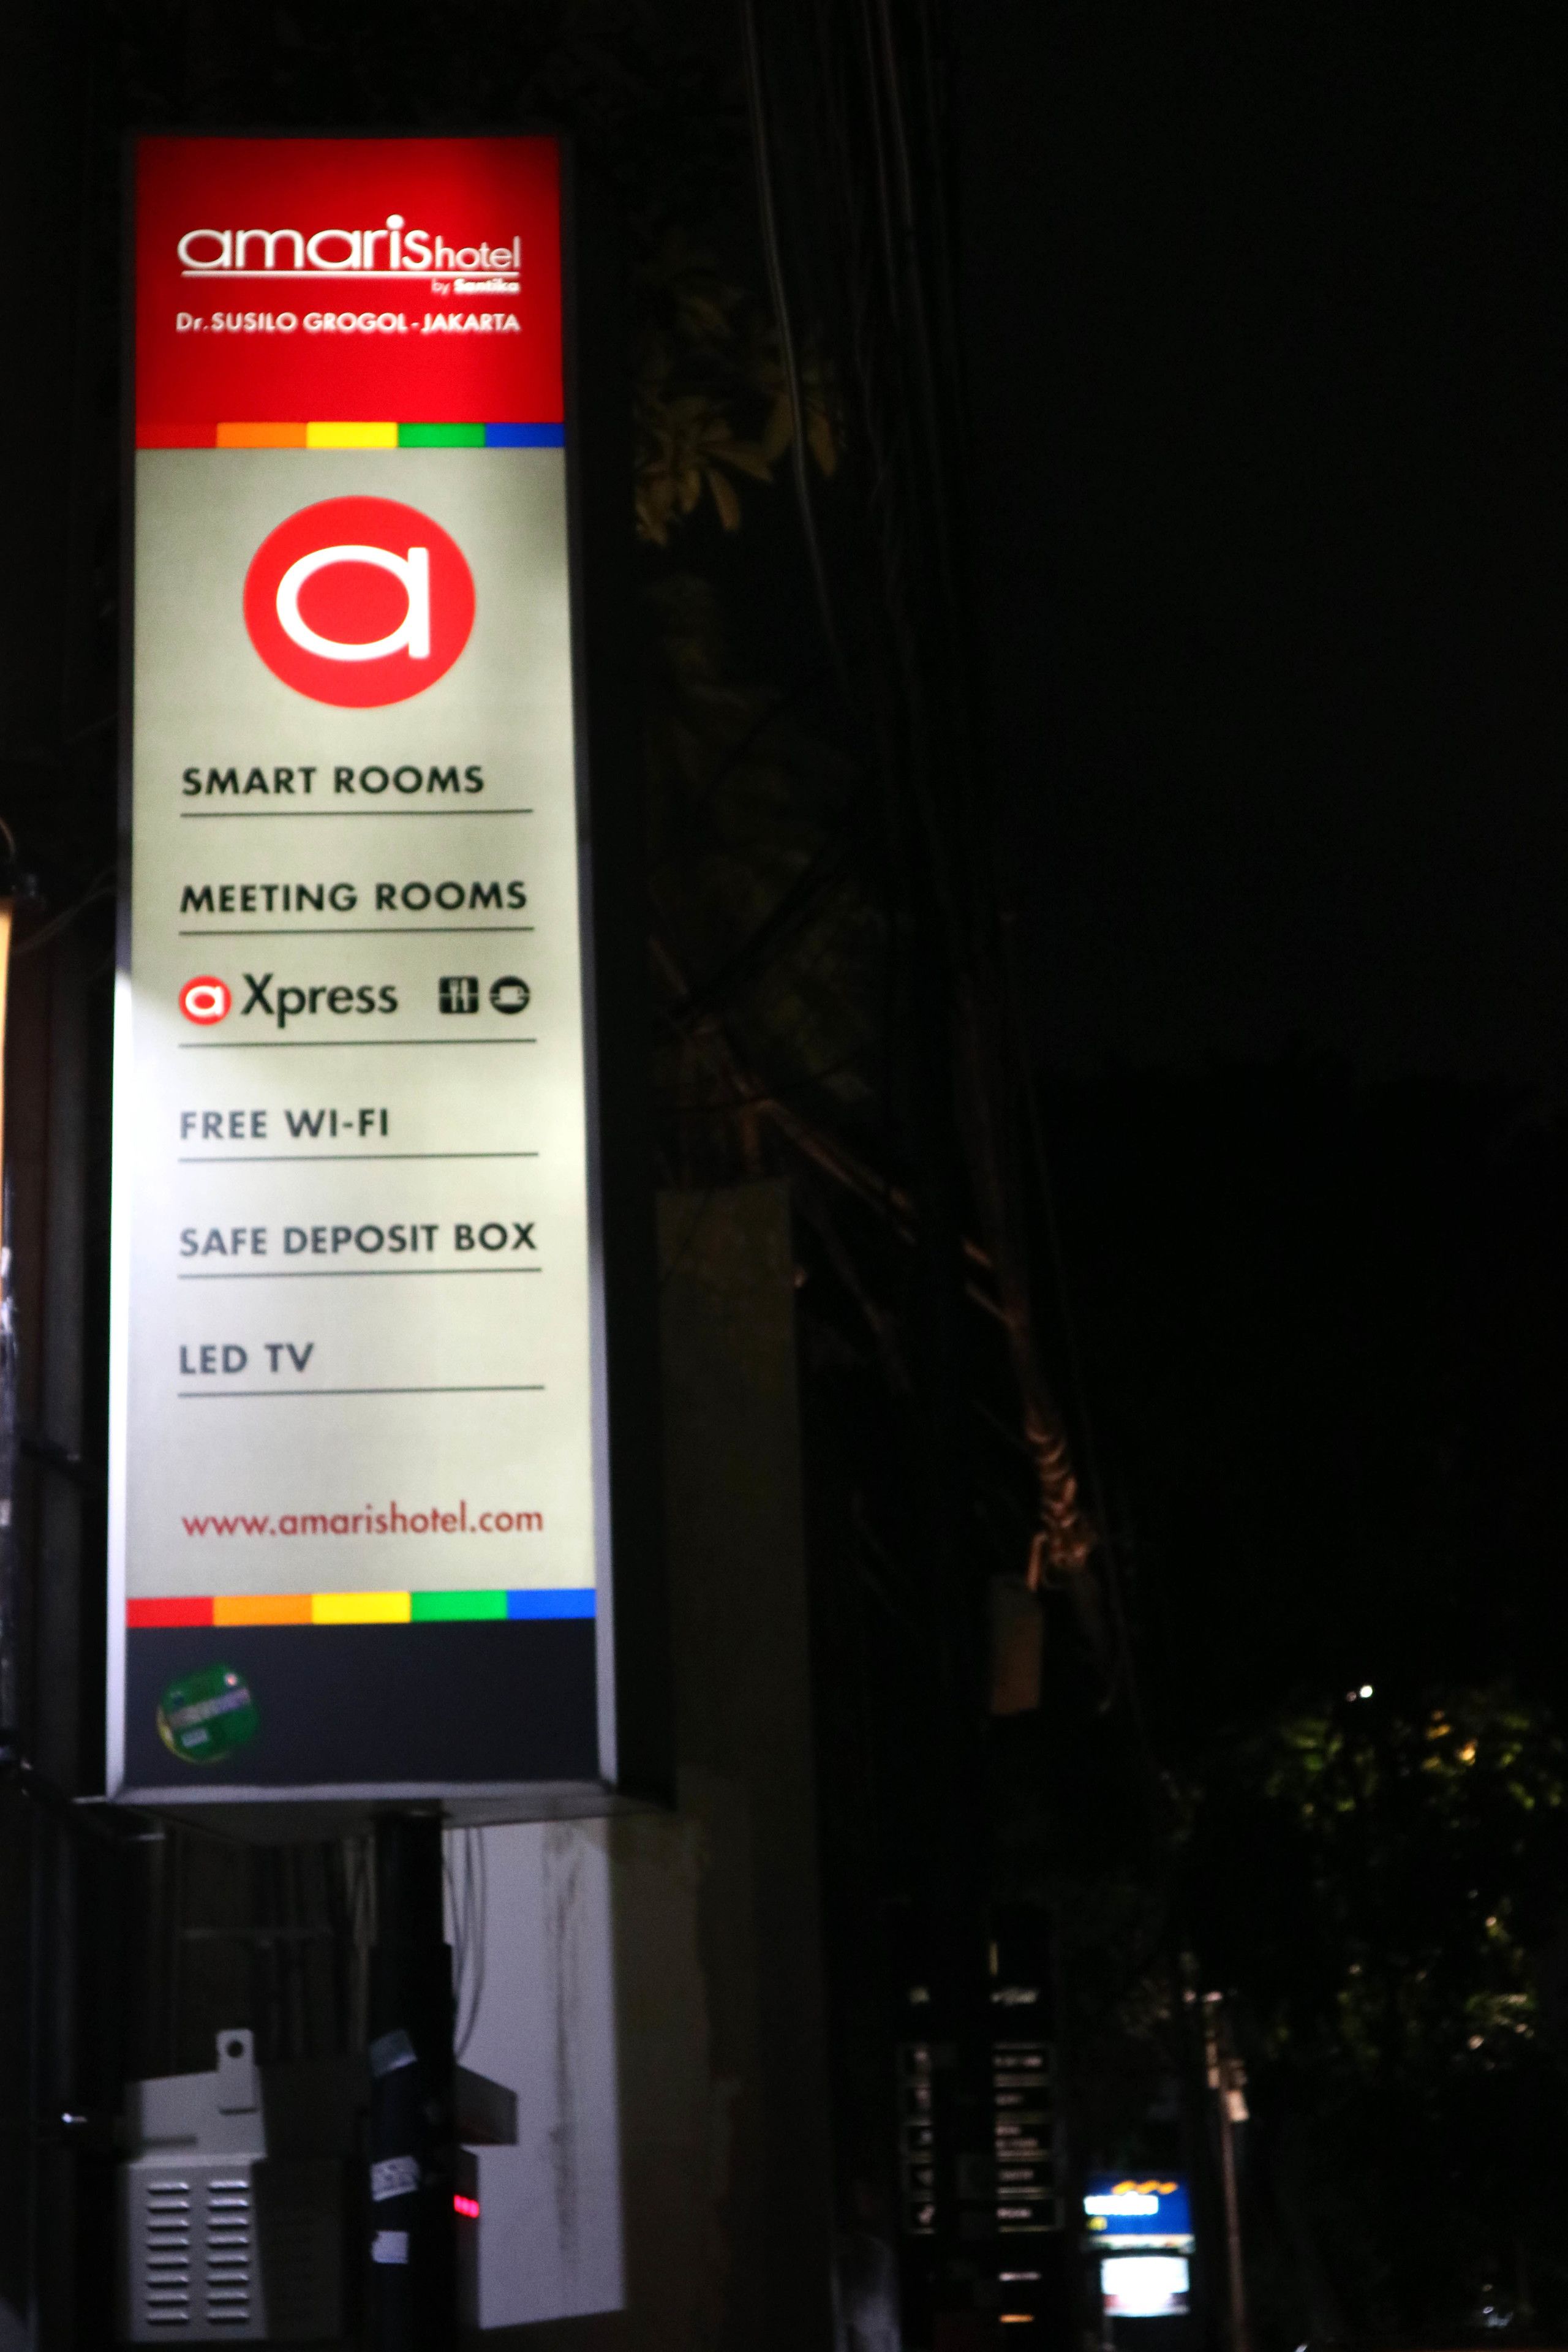 amarishotel
by Santika
Dr. SUSILO GROGOL - JAKARTA
a
SMART ROOMS
MEETING ROOMS
a Xpress
FREE WI-FI
SAFE DEPOSIT BOX
LED TV
www.amarishotel.com